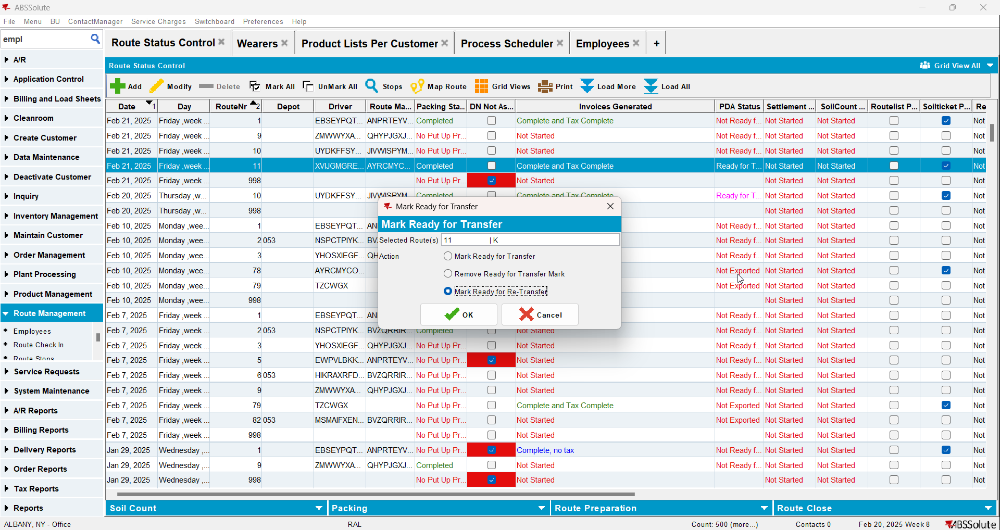 ABSSolute
File Menu BU ContactManager Service Charges Switchboard Preferences Help
empl
Route Status Control Wearers Product Lists Per Customer Process Scheduler Employees +
Route Status Control Grid View All
Add Modify Delete Mark All UnMark All Stops Map Route Grid Views Print Load More Load All
A/R
Application Control
Billing and Load Sheets
Cleanroom
Create Customer
Data Maintenance
Deactivate Customer
Inquiry
Inventory Management
Maintain Customer
Order Management
Plant Processing
Product Management
Route Management
Employees
Route Check In
Route Stops
Service Requests
System Maintenance
A/R Reports
Billing Reports
Delivery Reports
Order Reports
Tax Reports
Reports
Date 1 Day RouteNr 2 Depot Driver Route Ma... Packing Sta... DN Not As... Invoices Generated PDA Status Settlement ... SoilCount ... Routelist P... Soilticket P... Re
Feb 21, 2025 Friday ,week ... 1 EBSEYPQT... ANPRTEYV... Completed Complete and Tax Complete Not Ready f... Not Started Not Started Not
Feb 21, 2025 Friday ,week ... 9 ZMWWYXA... QHYPJGXJ... No Put Up Pr... Not Started Not Ready f... Not Started Not Started Not
Feb 21, 2025 Friday ,week ... 10 UYDKFFSY... JIVWISPYM... No Put Up Pr... Not Started Not Ready f... Not Started Not Started Not
Feb 21, 2025 Friday ,week ... 11 XVIJGMGRE... AYRCMYC... Completed Complete and Tax Complete Ready for T... Not Started Not Started Not
Feb 21, 2025 Friday ,week ... 998 No Put Up Pr... Not Started Not Started Not Started Not
Feb 20, 2025 Thursday ,w... 10 UYDKFFSY... JIVWISPYM... Completed Complete and Tax Complete Ready for T... Not Started Not Started Not
Feb 20, 2025 Thursday ,w... 998 Not Started Not Started Not
Feb 10, 2025 Monday ,wee... 1 EBSEYPQT... AN Not Ready f... Not Started Not Started Not
Feb 10, 2025 Monday ,wee... 2 053 NSPCTPIYK... BV Not Ready f... Not Started Not Started Not
Feb 10, 2025 Monday ,wee... 3 YHOSXIEGF... QH Not Ready f... Not Started Not Started Not
Feb 10, 2025 Monday ,wee... 78 AYRCMYCO... Not Exported Not Started Not Started Not
Feb 10, 2025 Monday ,wee... 79 TZCWGX Not Exported Not Started Not Started Not
Feb 10, 2025 Monday ,wee... 998 Not Started Not Started Not
Feb 7, 2025 Friday ,week ... 1 EBSEYPQT... AN Not Ready f... Not Started Not Started Not
Feb 7, 2025 Friday ,week ... 2 053 NSPCTPIYK... BVZQRRIR... Completed Not Started Not Ready f... Not Started Not Started Not
Feb 7, 2025 Friday ,week ... 3 YHOSXIEGF... QHYPJGXJ... No Put Up Pr... Not Started Not Ready f... Not Started Not Started Not
Feb 7, 2025 Friday ,week ... 5 EWPVLBKK... ANPRTEYV... No Put Up Pr... Not Started Not Ready f... Not Started Not Started Not
Feb 7, 2025 Friday ,week ... 6 053 HIKRAXRFD... BVZQRRIR... No Put Up Pr... Not Started Not Ready f... Not Started Not Started Not
Feb 7, 2025 Friday ,week ... 9 ZMWWYXA... QHYPJGXJ... No Put Up Pr... Not Started Not Ready f... Not Started Not Started Not
Feb 7, 2025 Friday ,week ... 79 TZCWGX No Put Up Pr... Complete and Tax Complete Not Exported Not Started Not Started Not
Feb 7, 2025 Friday ,week ... 82 053 MSMAIFXEN... BVZQRRIR... No Put Up Pr... Not Started Not Exported Not Started Not Started Not
Feb 7, 2025 Friday ,week ... 998 No Put Up Pr... Not Started Not Started Not Started Not
Jan 29, 2025 Wednesday ,... 1 EBSEYPQT... ANPRTEYV... No Put Up Pr... Complete, no tax Not Ready f... Not Started Not Started Not
Jan 29, 2025 Wednesday ,... 9 ZMWWYXA... QHYPJGXJ... Completed Not Started Not Ready f... Not Started Not Started Not
Jan 29, 2025 Wednesday ,... 998 No Put Up Pr... Not Started Not Started Not Started Not
Mark Ready for Transfer
Mark Ready for Transfer
Selected Route(s) 11 | K
Action Mark Ready for Transfer
Remove Ready for Transfer Mark
Mark Ready for Re-Transfer
OK Cancel
Soil Count Packing Route Preparation Route Close
ALBANY, NY - Office RAL Count: 500 (more...) Contacts 0 Feb 20, 2025 Week 8 ABSSolute